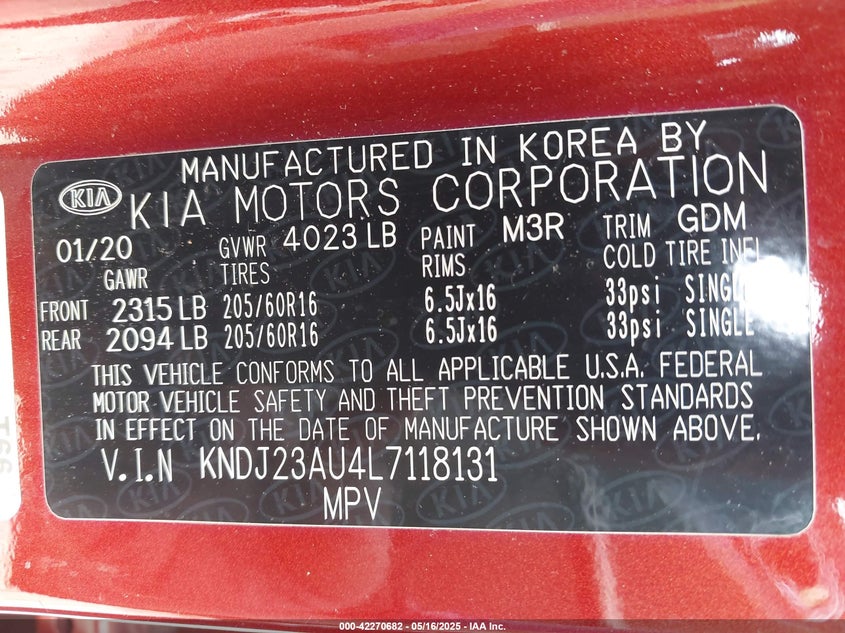 MANUFACTURED IN KOREA BY
KIA KIA MOTORS CORPORATION
01/20 GVWR 4023 LB PAINT M3R TRIM GDM
GAWR TIRES RIMS COLD TIRE INFL
FRONT 2315 LB 205/60R16 6.5Jx16 33psi SINGLE
REAR 2094 LB 205/60R16 6.5Jx16 33psi SINGLE
THIS VEHICLE CONFORMS TO ALL APPLICABLE U.S.A. FEDERAL
MOTOR VEHICLE SAFETY AND THEFT PREVENTION STANDARDS
IN EFFECT ON THE DATE OF MANUFACTURE SHOWN ABOVE.
V.I.N KNDJ23AU4L7118131
MPV
000-42270682 - 05/16/2025 - IAA Inc.